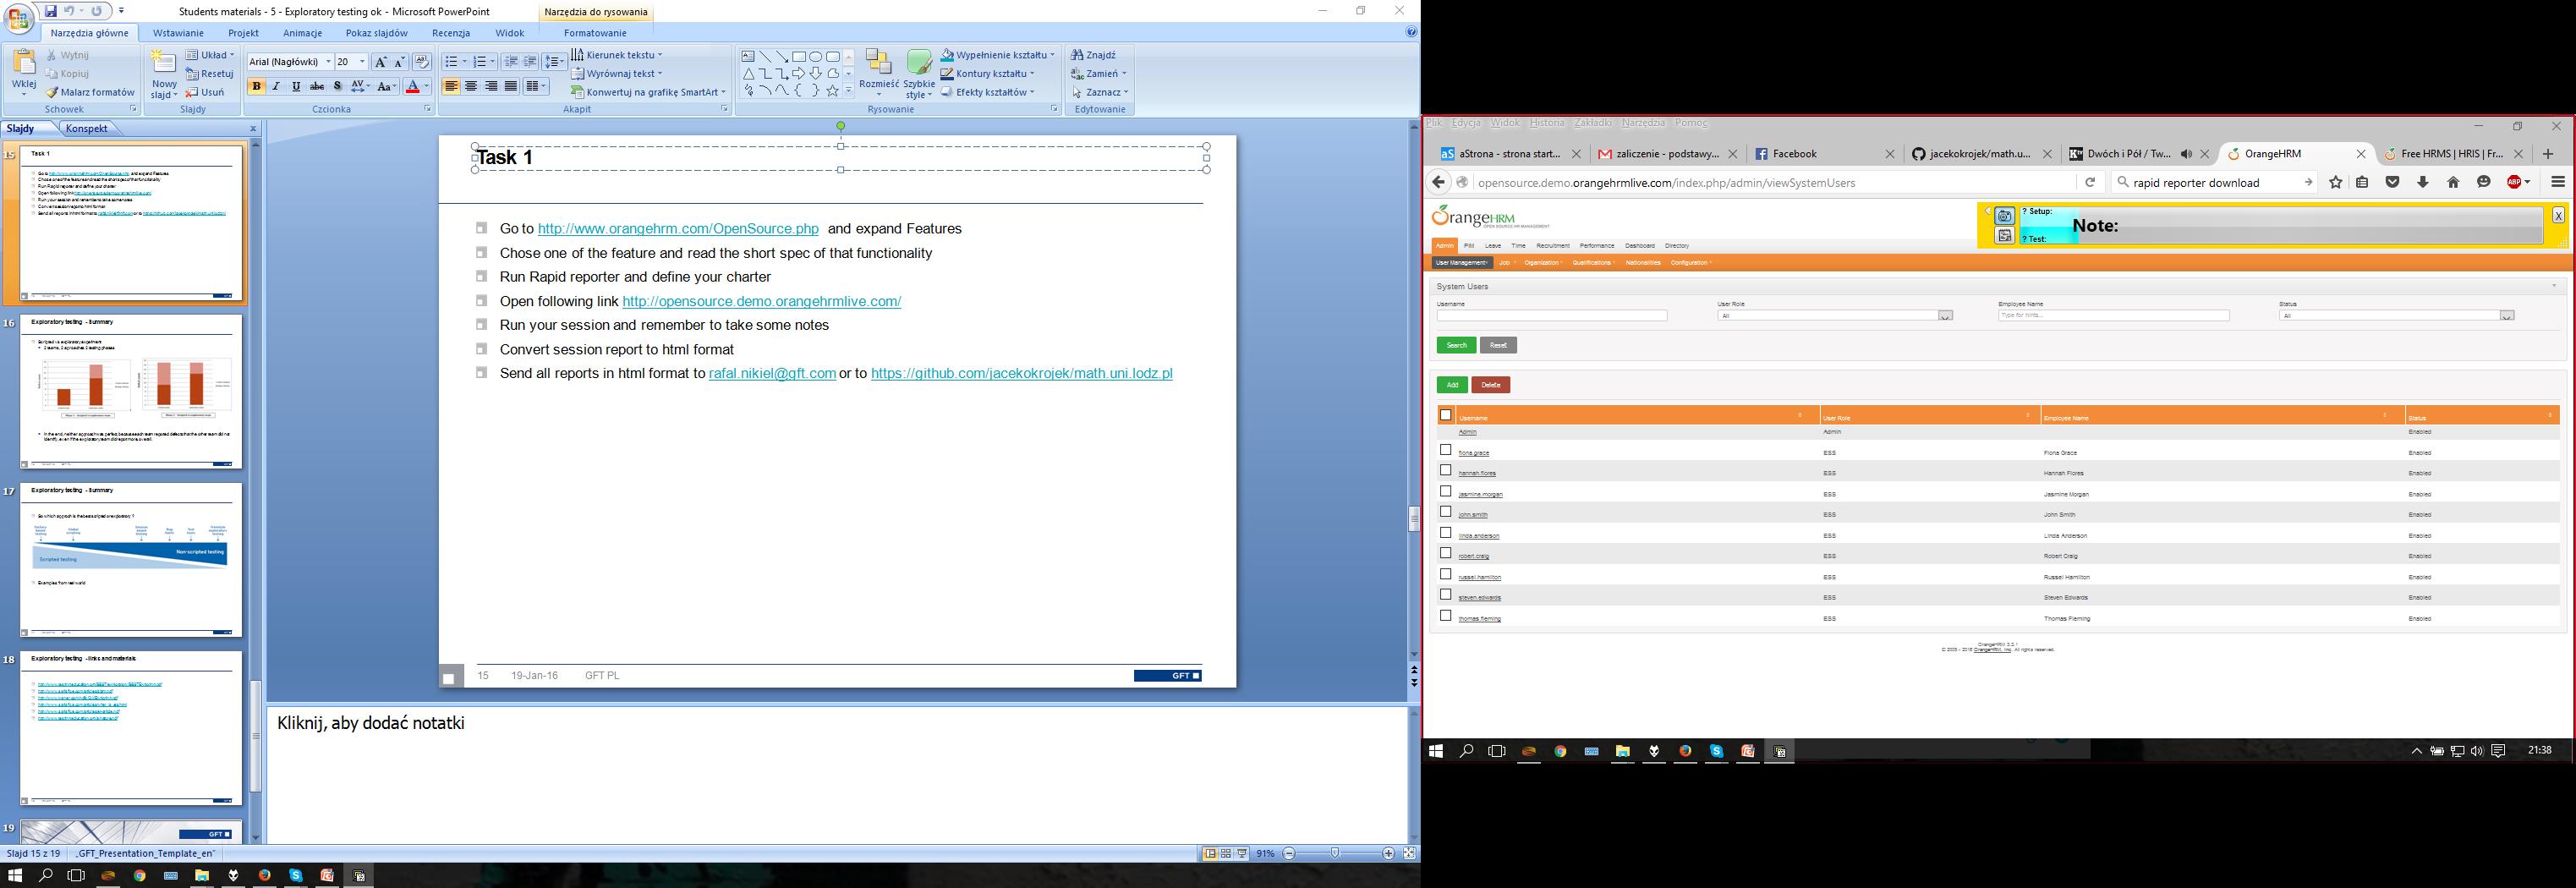 Students materials - 5 - Exploratory testing ok - Microsoft PowerPoint
Narzędzia do rysowania
Narzędzia główne
Wstawianie
Projekt
Animacje
Pokaz slajdów
Recenzja
Widok
Formatowanie
Wklej
Wytnij
Kopiuj
Malarz formatów
Schowek
Nowy slajd
Układ
Resetuj
Usuń
Slajdy
Arial (Nagłówki) 20
B I U abc S AV Aa A
Czcionka
Kierunek tekstu
Wyrównaj tekst
Konwertuj na grafikę SmartArt
Akapit
Rozmieść
Szybkie style
Wypełnienie kształtu
Kontury kształtu
Efekty kształtów
Rysowanie
Znajdź
Zamień
Zaznacz
Edytowanie
Slajdy
Konspekt
15
Task 1
16
Exploratory testing - Summary
17
Exploratory testing - Summary
Scripted testing
Non-scripted testing
Examples from real world
18
Exploratory testing - links and materials
19
GFT
Task 1
Go to http://www.orangehrm.com/OpenSource.php and expand Features
Chose one of the feature and read the short spec of that functionality
Run Rapid reporter and define your charter
Open following link http://opensource.demo.orangehrmlive.com/
Run your session and remember to take some notes
Convert session report to html format
Send all reports in html format to rafal.nikiel@gft.com or to https://github.com/jacekokrojek/math.uni.lodz.pl
15 19-Jan-16 GFT PL
GFT
Kliknij, aby dodać notatki
Slajd 15 z 19
„GFT_Presentation_Template_en”
91%
Plik Edycja Widok Historia Zakładki Narzędzia Pomoc
aStrona - strona start...
zaliczenie - podstawy...
Facebook
jacekokrojek/math.u...
Dwóch i Pół / Tw...
OrangeHRM
Free HRMS | HRIS | Fr...
opensource.demo.orangehrmlive.com/index.php/admin/viewSystemUsers
rapid reporter download
ABP
OrangeHRM
OPEN SOURCE HR MANAGEMENT
? Setup:
Note:
? Test:
X
Admin PIM Leave Time Recruitment Performance Dashboard Directory
User Management Job Organization Qualifications Nationalities Configuration
System Users
Username
User Role
Employee Name
Status
All
Type for hints...
All
Search
Reset
Add
Delete
Username User Role Employee Name Status
Admin Admin Enabled
fiona.grace ESS Fiona Grace Enabled
hannah.flores ESS Hannah Flores Enabled
jasmine.morgan ESS Jasmine Morgan Enabled
john.smith ESS John Smith Enabled
linda.anderson ESS Linda Anderson Enabled
robert.craig ESS Robert Craig Enabled
russel.hamilton ESS Russel Hamilton Enabled
steven.edwards ESS Steven Edwards Enabled
thomas.fleming ESS Thomas Fleming Enabled
OrangeHRM 3.3.1
© 2005 - 2016 OrangeHRM, Inc. All rights reserved.
21:38